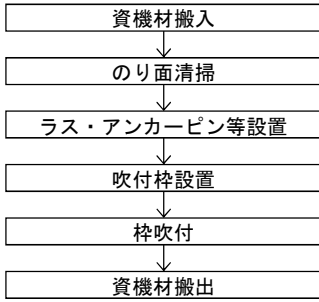 資機材搬入
のり面清掃
ラス・アンカーピン等設置
吹付枠設置
枠吹付
資機材搬出